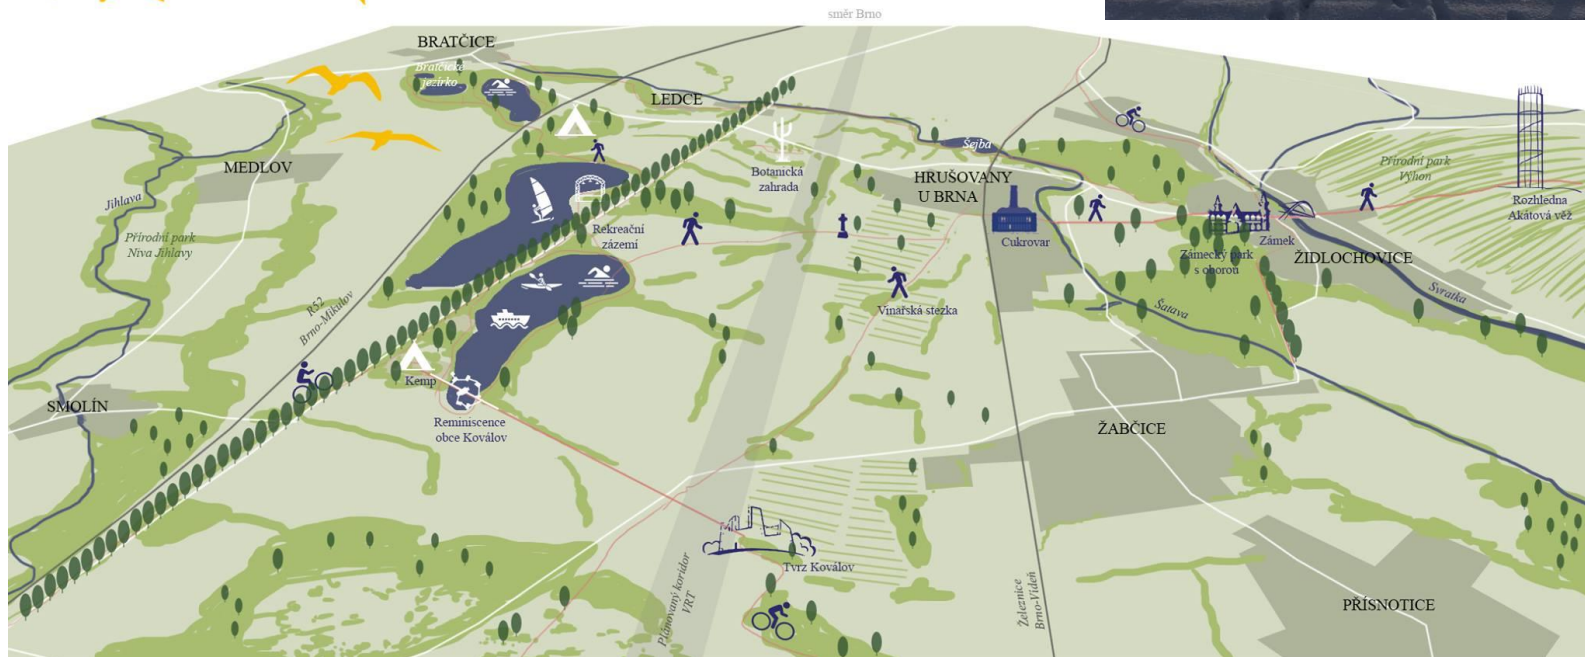 směr Brno
BRATČICE
Bratčické
jezírko
LEDCE
MEDLOV
Jihlava
Přírodní park
Niva Jihlavy
Botanická
zahrada
Šejba
HRUŠOVANY
U BRNA
Přírodní park
Výhon
Rozhledna
Akátová věž
Rekreační
zázemí
Cukrovar
Zámek
Zámecký park
s oborou
ŽIDLOCHOVICE
Svratka
R52
Brno-Mikulov
Vinařská stezka
Šatava
Kemp
SMOLÍN
Reminiscence
obce Koválov
ŽABČICE
Tvrz Koválov
Plánovaný koridor
VRT
Železnice
Brno-Vídeň
PŘÍSNOTICE